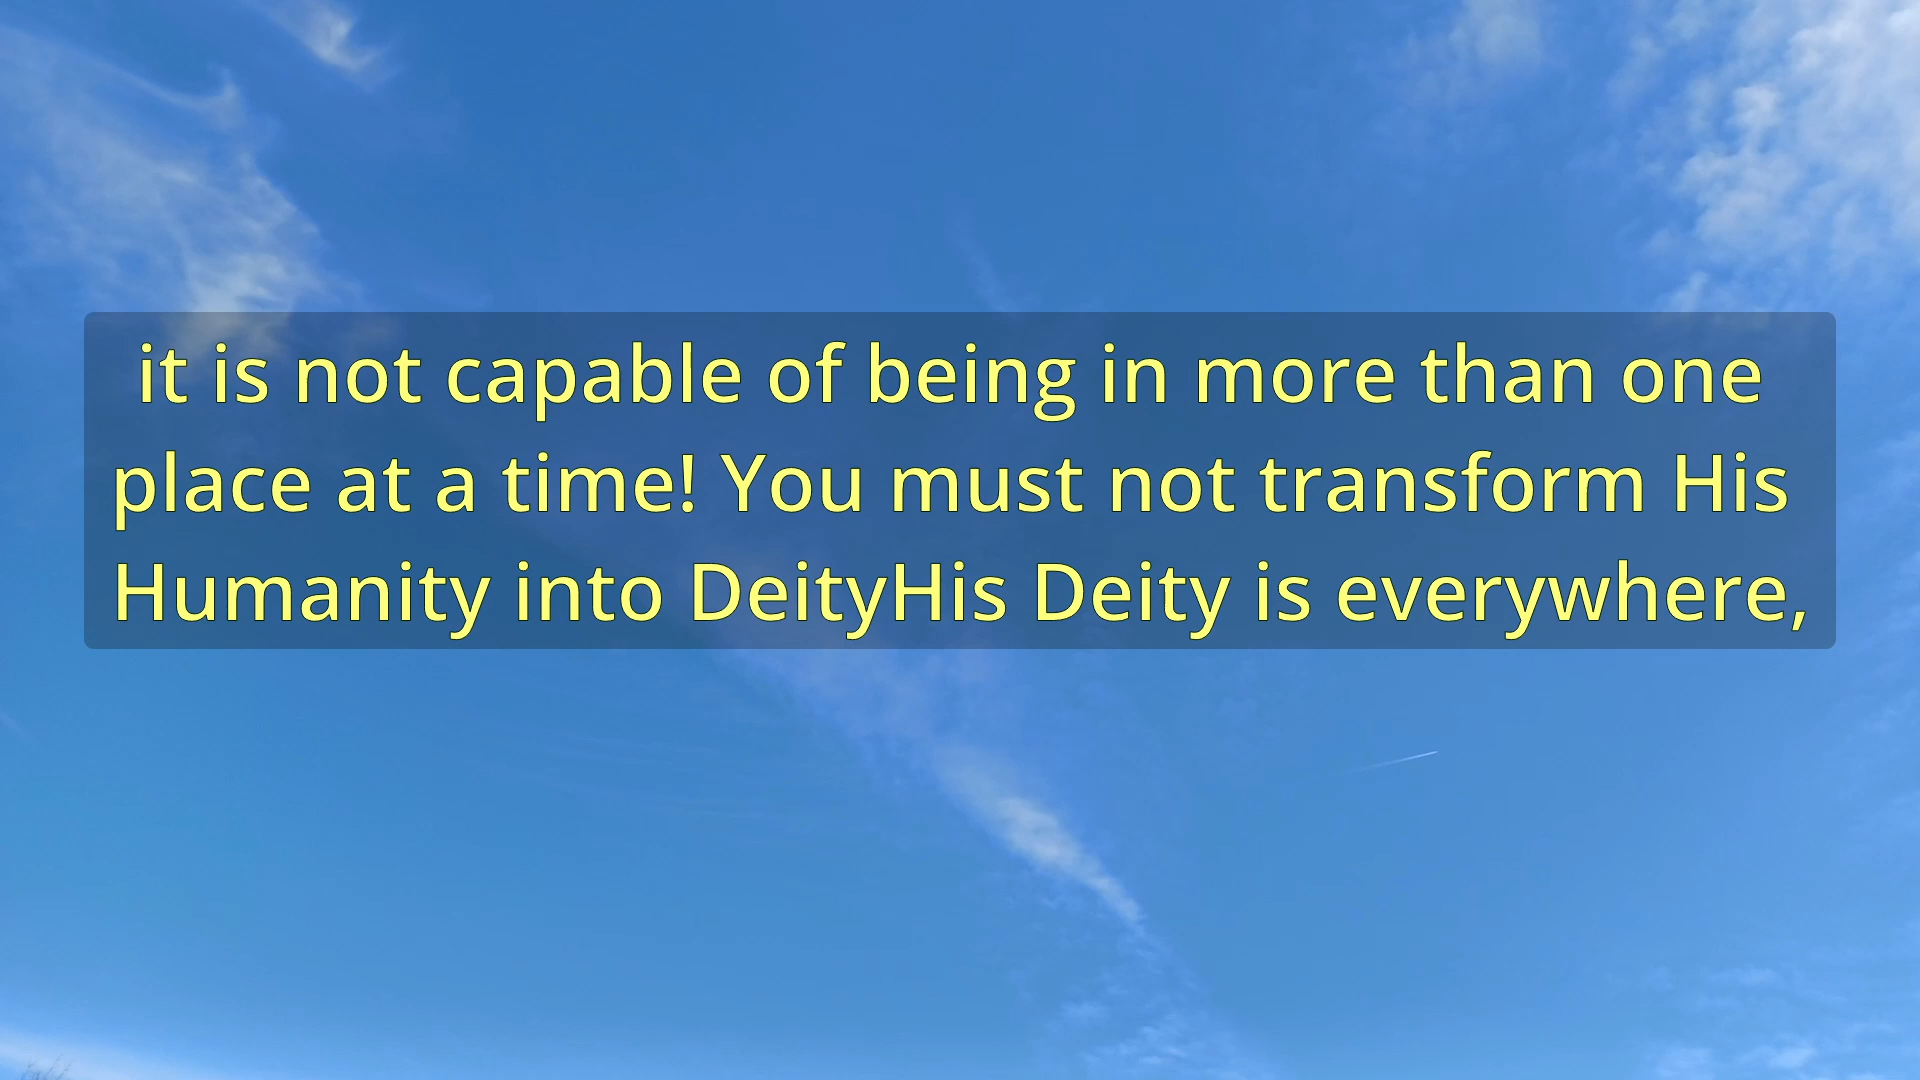 it is not capable of being in more than one
place at a time! You must not transform His
Humanity into DeityHis Deity is everywhere,